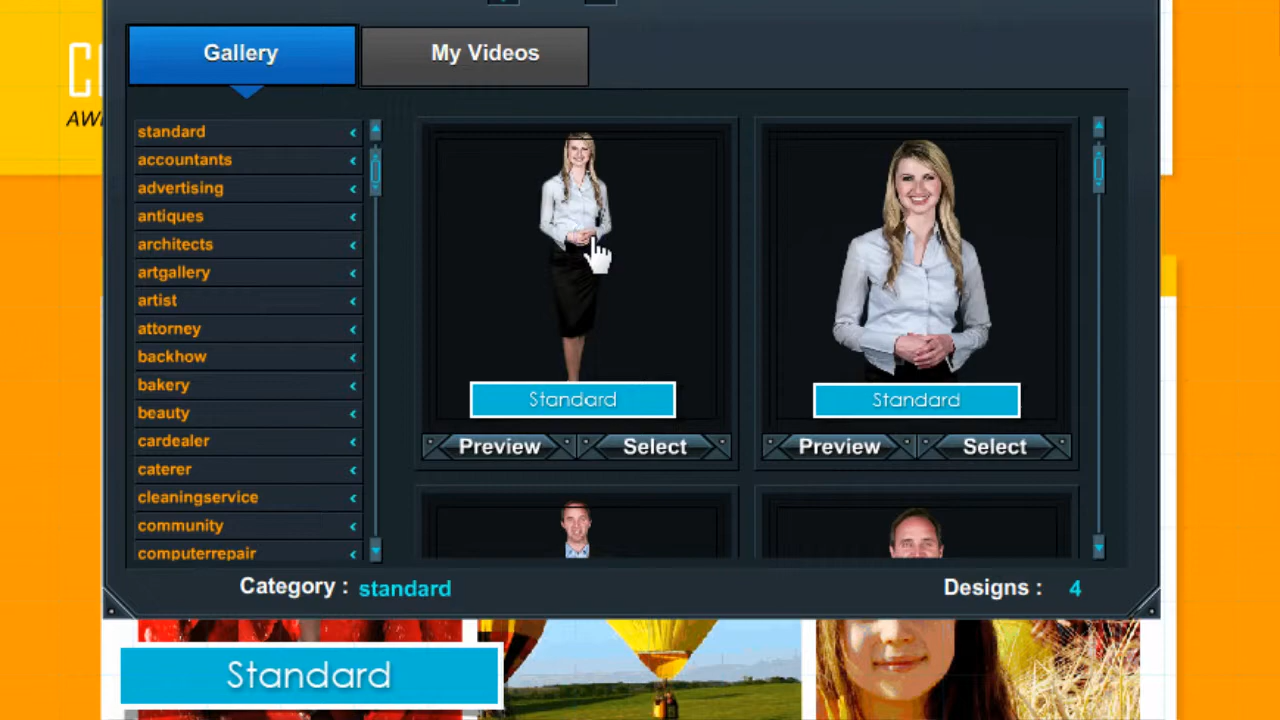 Gallery
My Videos
standard
accountants
advertising
antiques
architects
artgallery
artist
attorney
backhow
bakery
beauty
cardealer
caterer
cleaningservice
community
computerrepair
Standard
Preview
Select
Standard
Preview
Select
Category : standard
Designs : 4
Standard